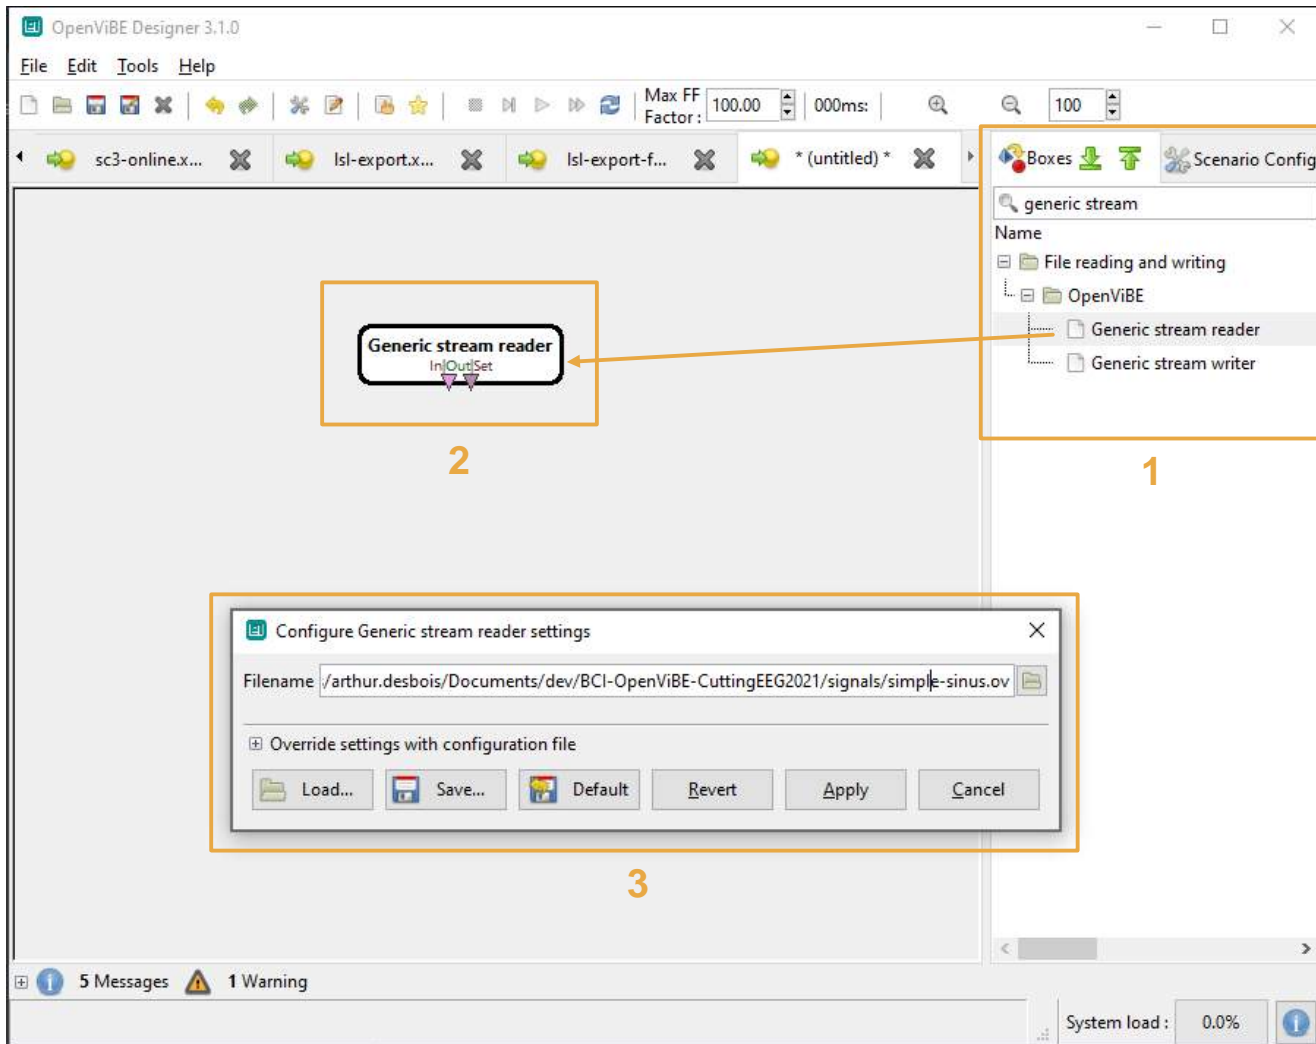 OpenViBE Designer 3.1.0
File Edit Tools Help
Max FF Factor : 100.00 000ms: 100
sc3-online.x... lsl-export.x... lsl-export-f... * (untitled) *
Boxes Scenario Config
generic stream
Name
File reading and writing
OpenViBE
Generic stream reader
Generic stream writer
1
Generic stream reader
In|Out|Set
2
Configure Generic stream reader settings
Filename /arthur.desbois/Documents/dev/BCI-OpenViBE-CuttingEEG2021/signals/simple-sinus.ov
Override settings with configuration file
Load... Save... Default Revert Apply Cancel
3
5 Messages 1 Warning
System load : 0.0%